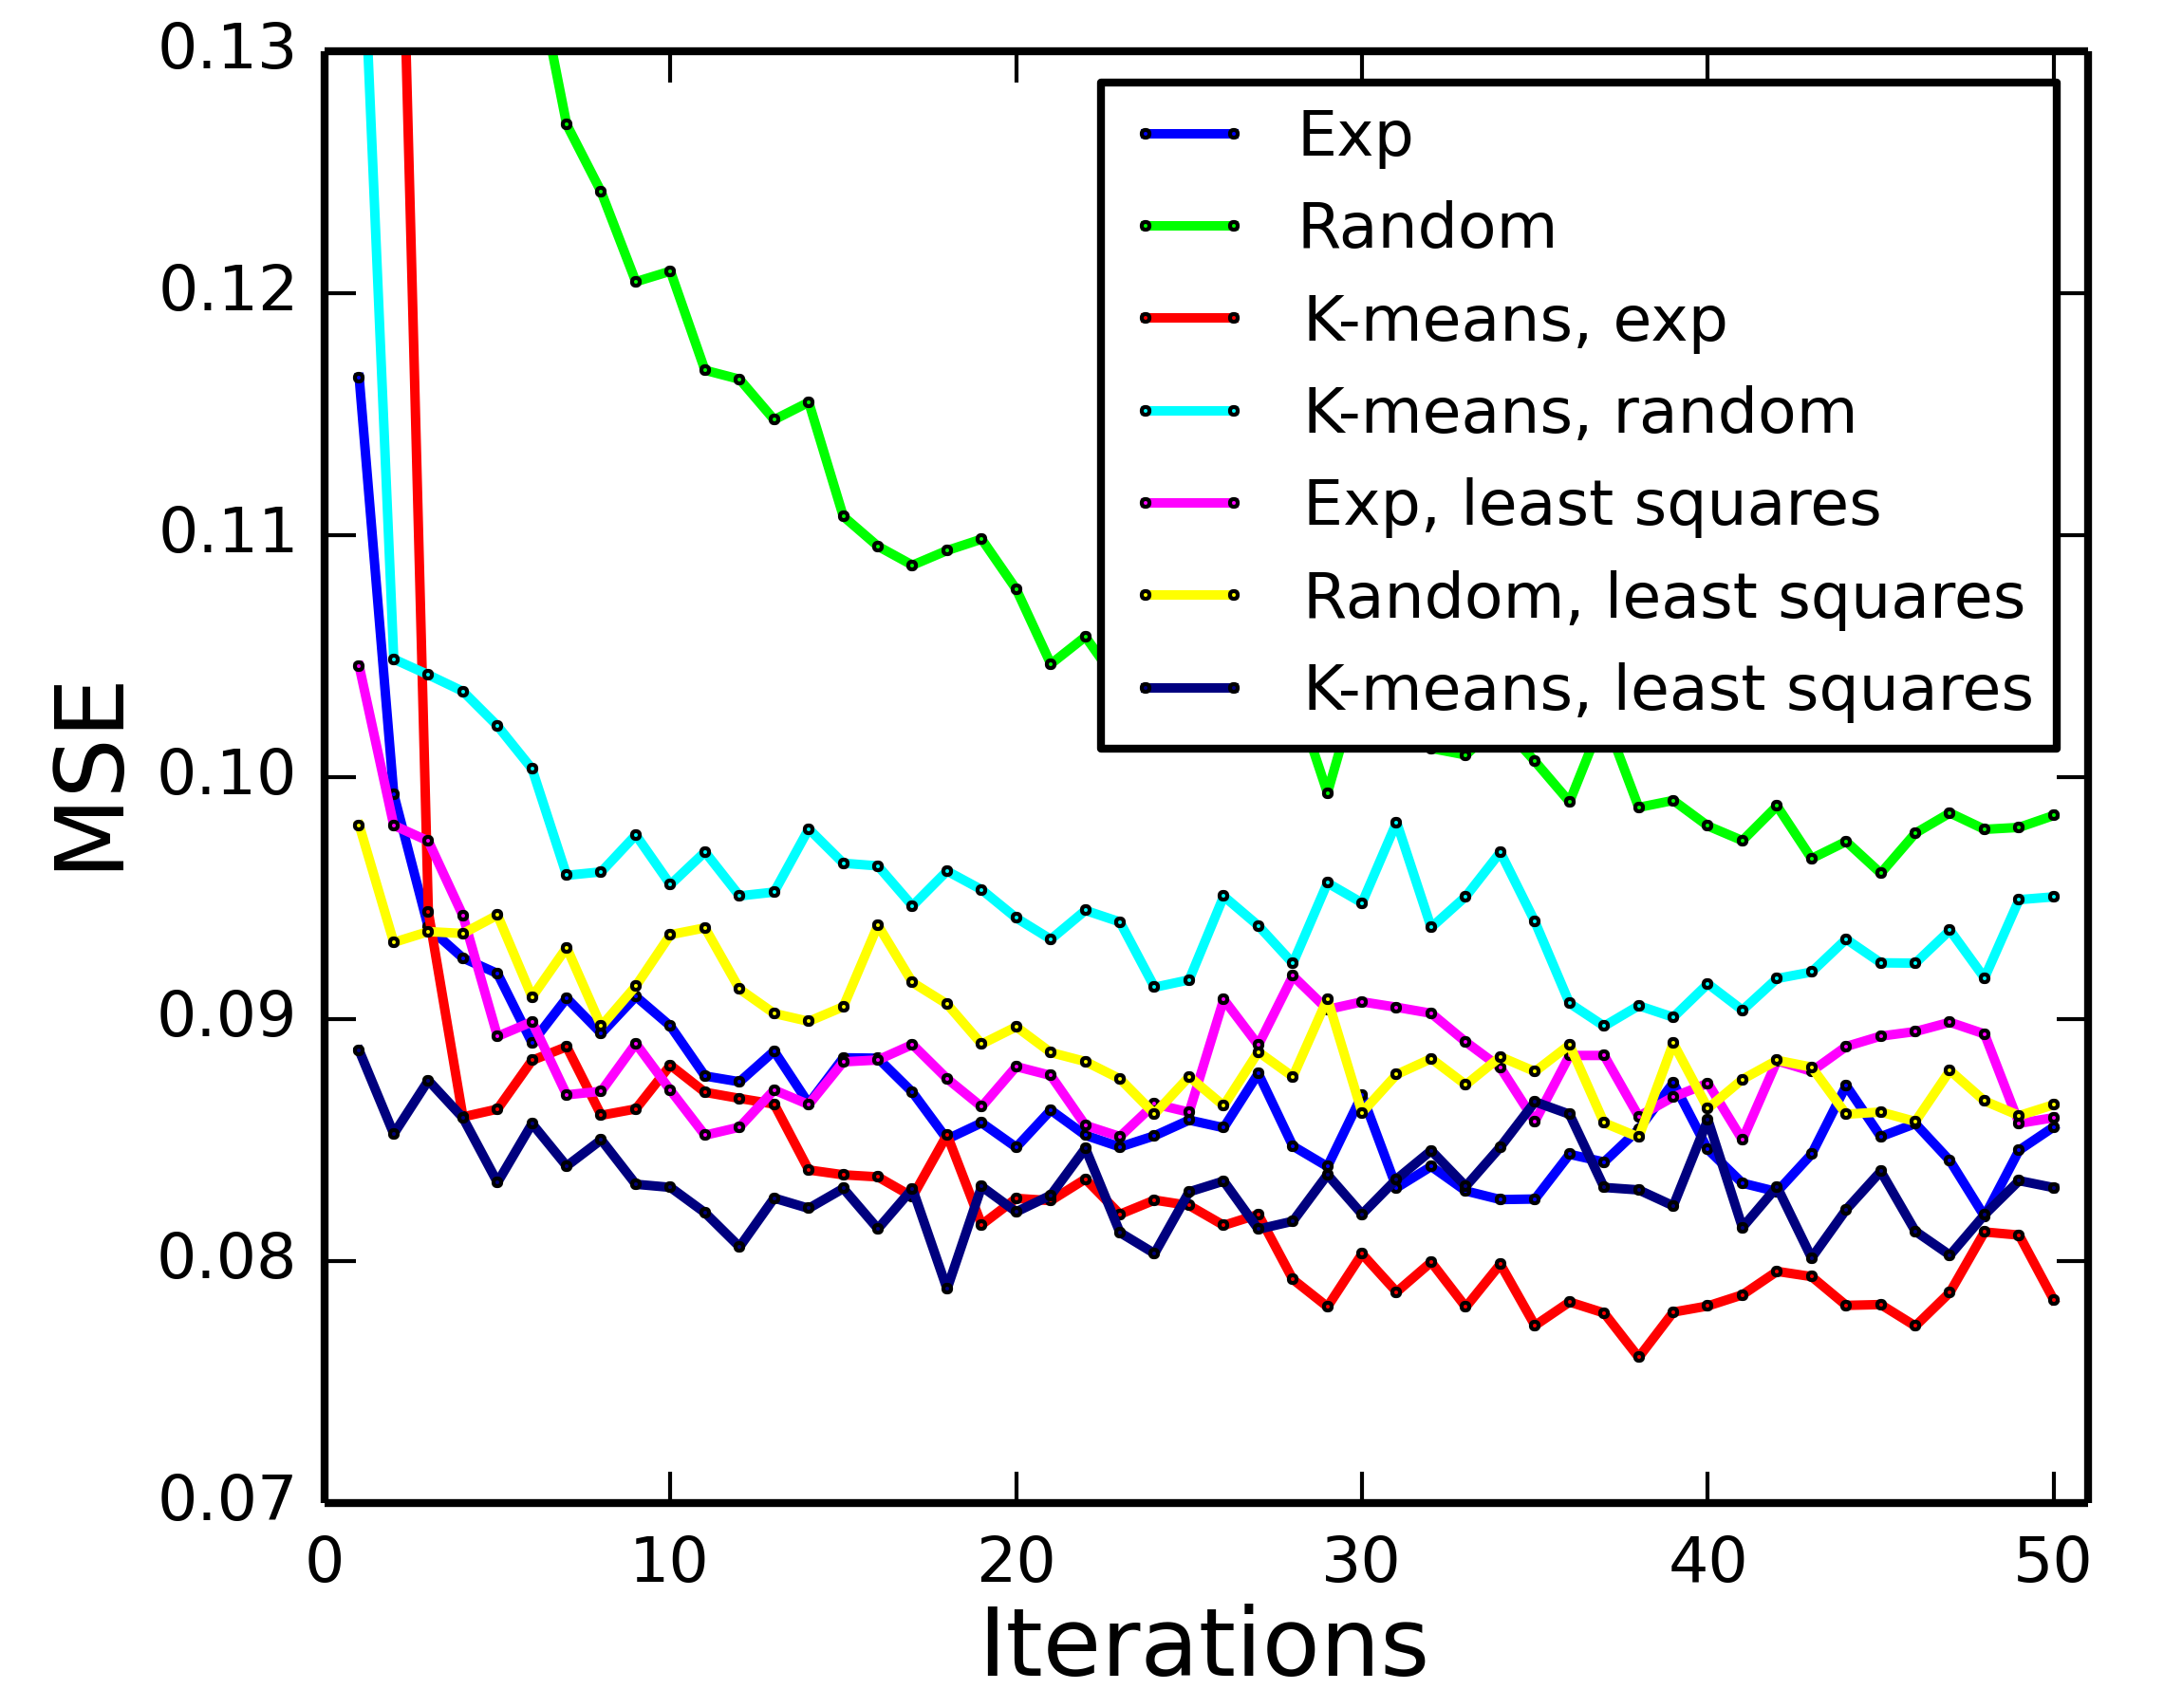 0.13
0.12
0.11
0.10
0.09
0.08
0.07
MSE
Exp
Random
K-means, exp
K-means, random
Exp, least squares
Random, least squares
K-means, least squares
0 10 20 30 40 50
Iterations